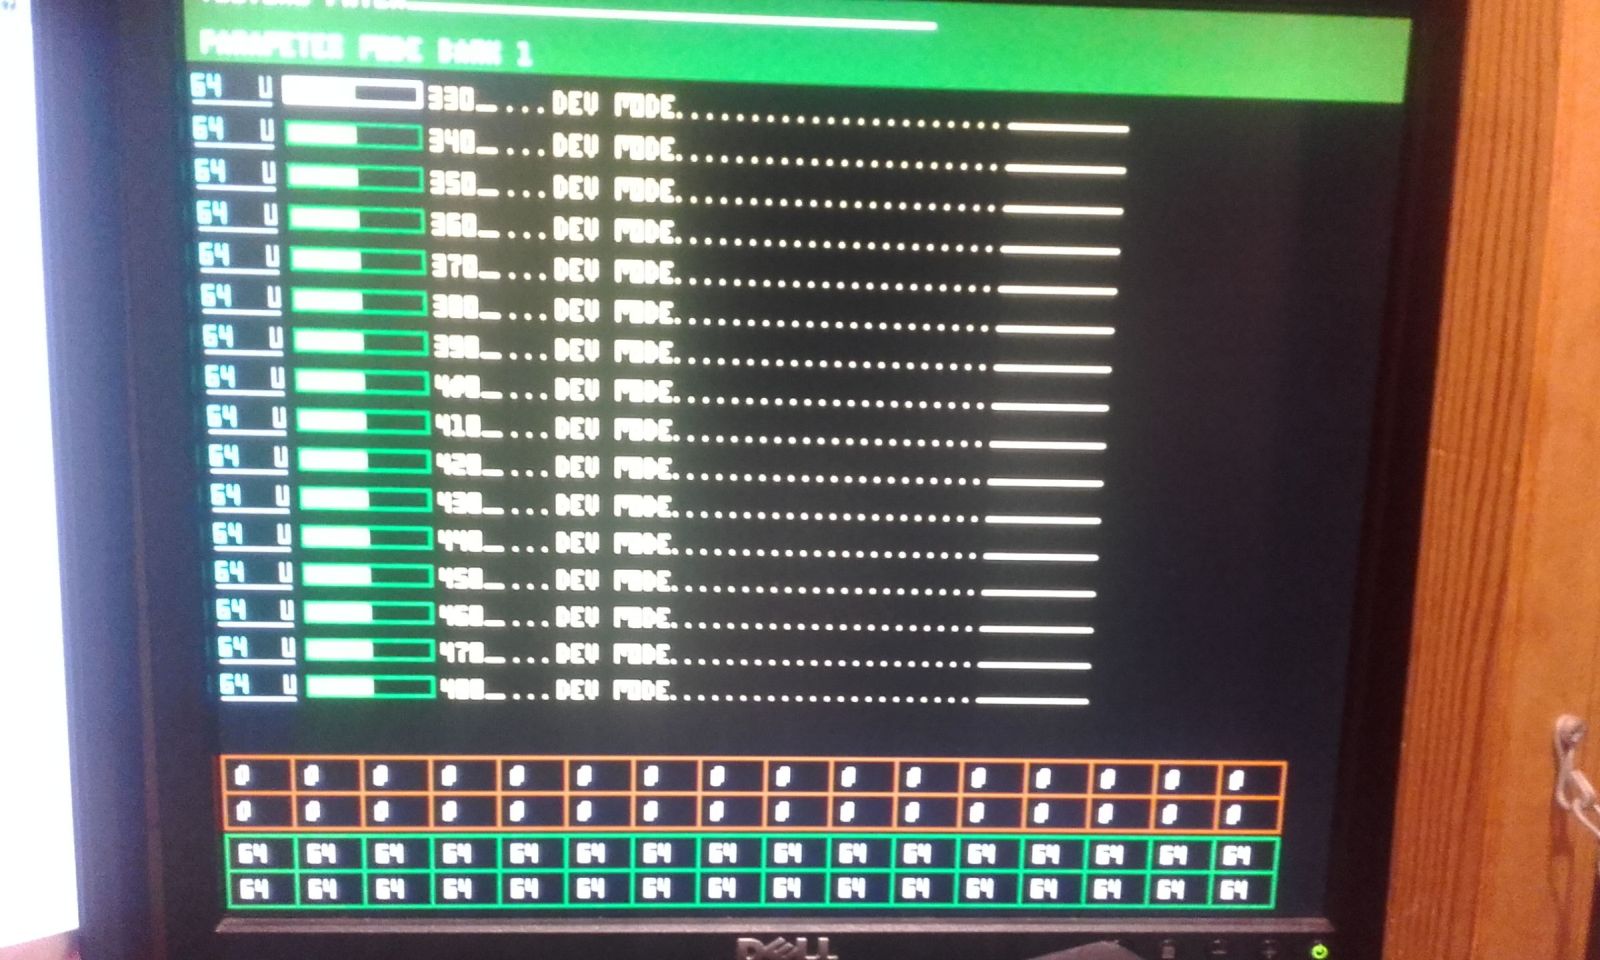 PARAMETER MODE BANK 1
64 U 330_....DEV MODE......................
64 U 340_....DEV MODE......................
64 U 350_....DEV MODE......................
64 U 360_....DEV MODE......................
64 U 370_....DEV MODE......................
64 U 380_....DEV MODE......................
64 U 390_....DEV MODE......................
64 U 400_....DEV MODE......................
64 U 410_....DEV MODE......................
64 U 420_....DEV MODE......................
64 U 430_....DEV MODE......................
64 U 440_....DEV MODE......................
64 U 450_....DEV MODE......................
64 U 460_....DEV MODE......................
64 U 470_....DEV MODE......................
64 U 480_....DEV MODE......................
0 0 0 0 0 0 0 0 0 0 0 0 0 0 0 0
0 0 0 0 0 0 0 0 0 0 0 0 0 0 0 0
64 64 64 64 64 64 64 64 64 64 64 64 64 64 64 64
64 64 64 64 64 64 64 64 64 64 64 64 64 64 64 64
DELL